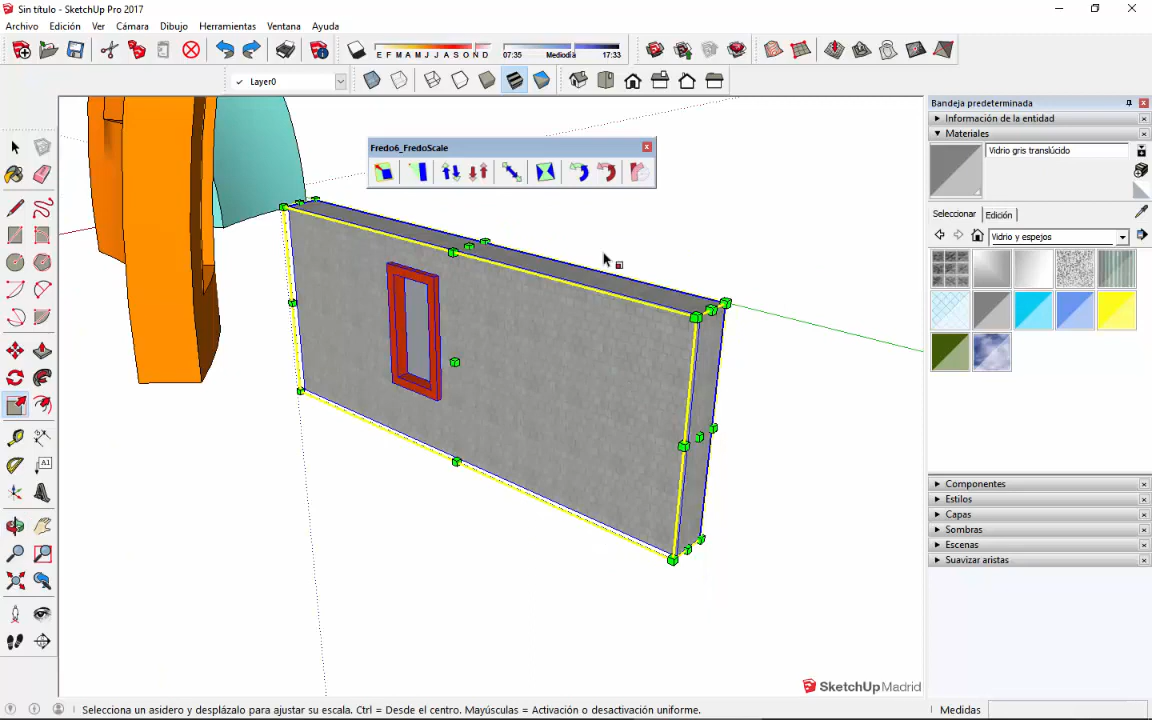 Sin título - SketchUp Pro 2017
Archivo Edición Ver Cámara Dibujo Herramientas Ventana Ayuda
E F M A M J J A S O N D
07:35 Mediodía 17:33
Layer0
Bandeja predeterminada
Información de la entidad
Materiales
Vidrio gris translúcido
Seleccionar Edición
Vidrio y espejos
Fredo6_FredoScale
A1
Componentes
Estilos
Capas
Sombras
Escenas
Suavizar aristas
SketchUp Madrid
Selecciona un asidero y desplázalo para ajustar su escala. Ctrl = Desde el centro. Mayúsculas = Activación o desactivación uniforme.
Medidas